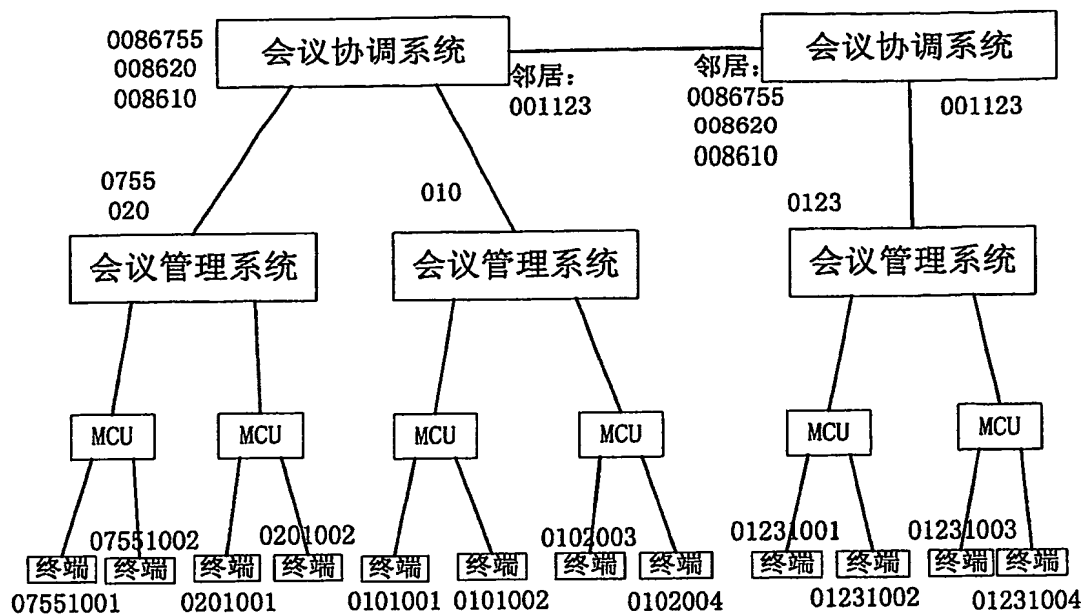 0086755
008620
008610
会议协调系统
邻居:
001123
会议协调系统
邻居:
0086755
008620
008610
001123
0755
020
010
0123
会议管理系统
会议管理系统
会议管理系统
MCU
MCU
MCU
MCU
MCU
MCU
07551002
0201002
0102003
01231001
01231003
终端
终端
终端
终端
终端
终端
终端
终端
终端
终端
终端
终端
07551001
0201001
0101001
0101002
0102004
01231002
01231004